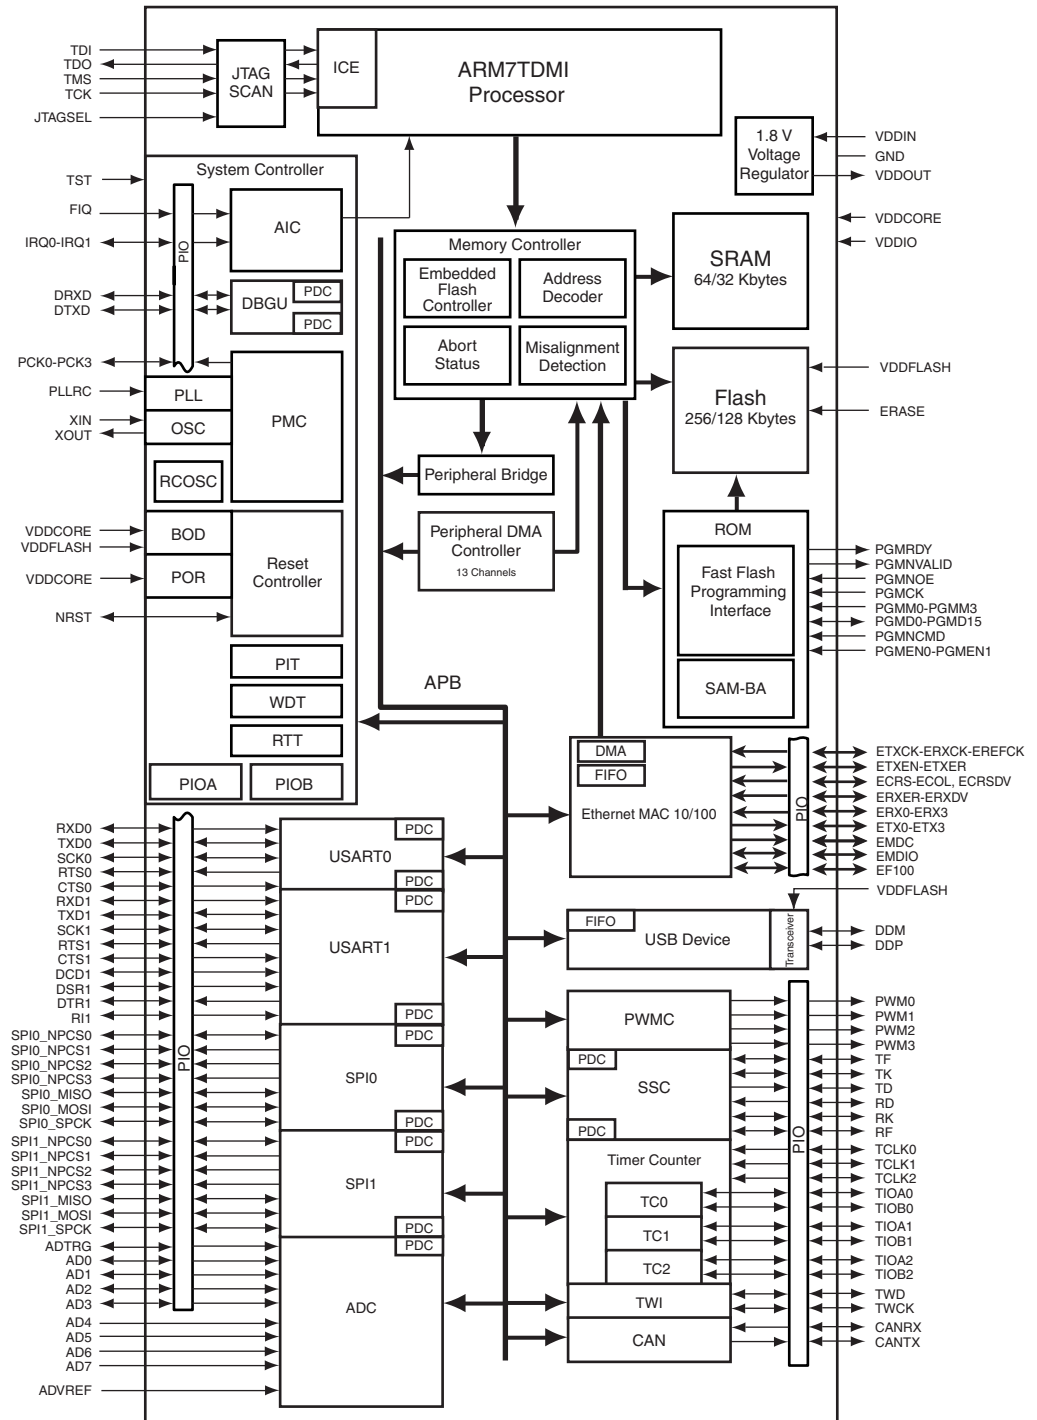 TDI
TDO
TMS
TCK
JTAGSEL
JTAG
SCAN
ICE
ARM7TDMI
Processor
1.8 V
Voltage
Regulator
VDDIN
GND
VDDOUT
VDDCORE
VDDIO
System Controller
TST
FIQ
IRQ0-IRQ1
PIO
AIC
DRXD
DTXD
DBGU
PDC
PDC
PCK0-PCK3
PLLRC
PLL
XIN
XOUT
OSC
RCOSC
PMC
VDDCORE
VDDFLASH
BOD
VDDCORE
POR
Reset
Controller
NRST
PIT
WDT
RTT
PIOA
PIOB
Memory Controller
Embedded
Flash
Controller
Address
Decoder
Abort
Status
Misalignment
Detection
SRAM
64/32 Kbytes
Flash
256/128 Kbytes
VDDFLASH
ERASE
Peripheral Bridge
Peripheral DMA
Controller
13 Channels
ROM
Fast Flash
Programming
Interface
SAM-BA
PGMRDY
PGMNVALID
PGMNOE
PGMCK
PGMM0-PGMM3
PGMD0-PGMD15
PGMNCMD
PGMEN0-PGMEN1
APB
DMA
FIFO
Ethernet MAC 10/100
PIO
ETXCK-ERXCK-EREFCK
ETXEN-ETXER
ECRS-ECOL, ECRSDV
ERXER-ERXDV
ERX0-ERX3
ETX0-ETX3
EMDC
EMDIO
EF100
VDDFLASH
FIFO
USB Device
Transceiver
DDM
DDP
RXD0
TXD0
SCK0
RTS0
CTS0
RXD1
TXD1
SCK1
RTS1
CTS1
DCD1
DSR1
DTR1
RI1
SPI0_NPCS0
SPI0_NPCS1
SPI0_NPCS2
SPI0_NPCS3
SPI0_MISO
SPI0_MOSI
SPI0_SPCK
SPI1_NPCS0
SPI1_NPCS1
SPI1_NPCS2
SPI1_NPCS3
SPI1_MISO
SPI1_MOSI
SPI1_SPCK
ADTRG
AD0
AD1
AD2
AD3
AD4
AD5
AD6
AD7
ADVREF
PIO
PDC
USART0
PDC
PDC
USART1
PDC
PDC
SPI0
PDC
PDC
SPI1
PDC
PDC
ADC
PWMC
PDC
SSC
PDC
Timer Counter
TC0
TC1
TC2
TWI
CAN
PIO
PWM0
PWM1
PWM2
PWM3
TF
TK
TD
RD
RK
RF
TCLK0
TCLK1
TCLK2
TIOA0
TIOB0
TIOA1
TIOB1
TIOA2
TIOB2
TWD
TWCK
CANRX
CANTX